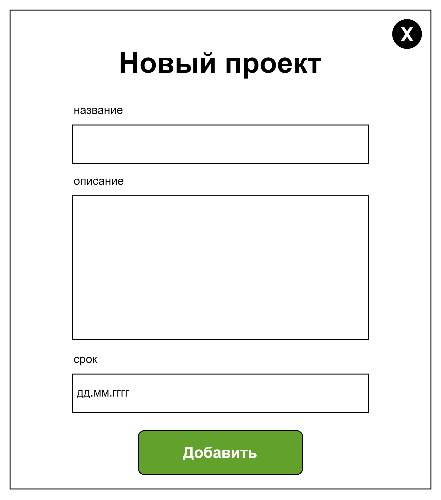 X
Новый проект
название
описание
срок
дд.мм.гггг
Добавить